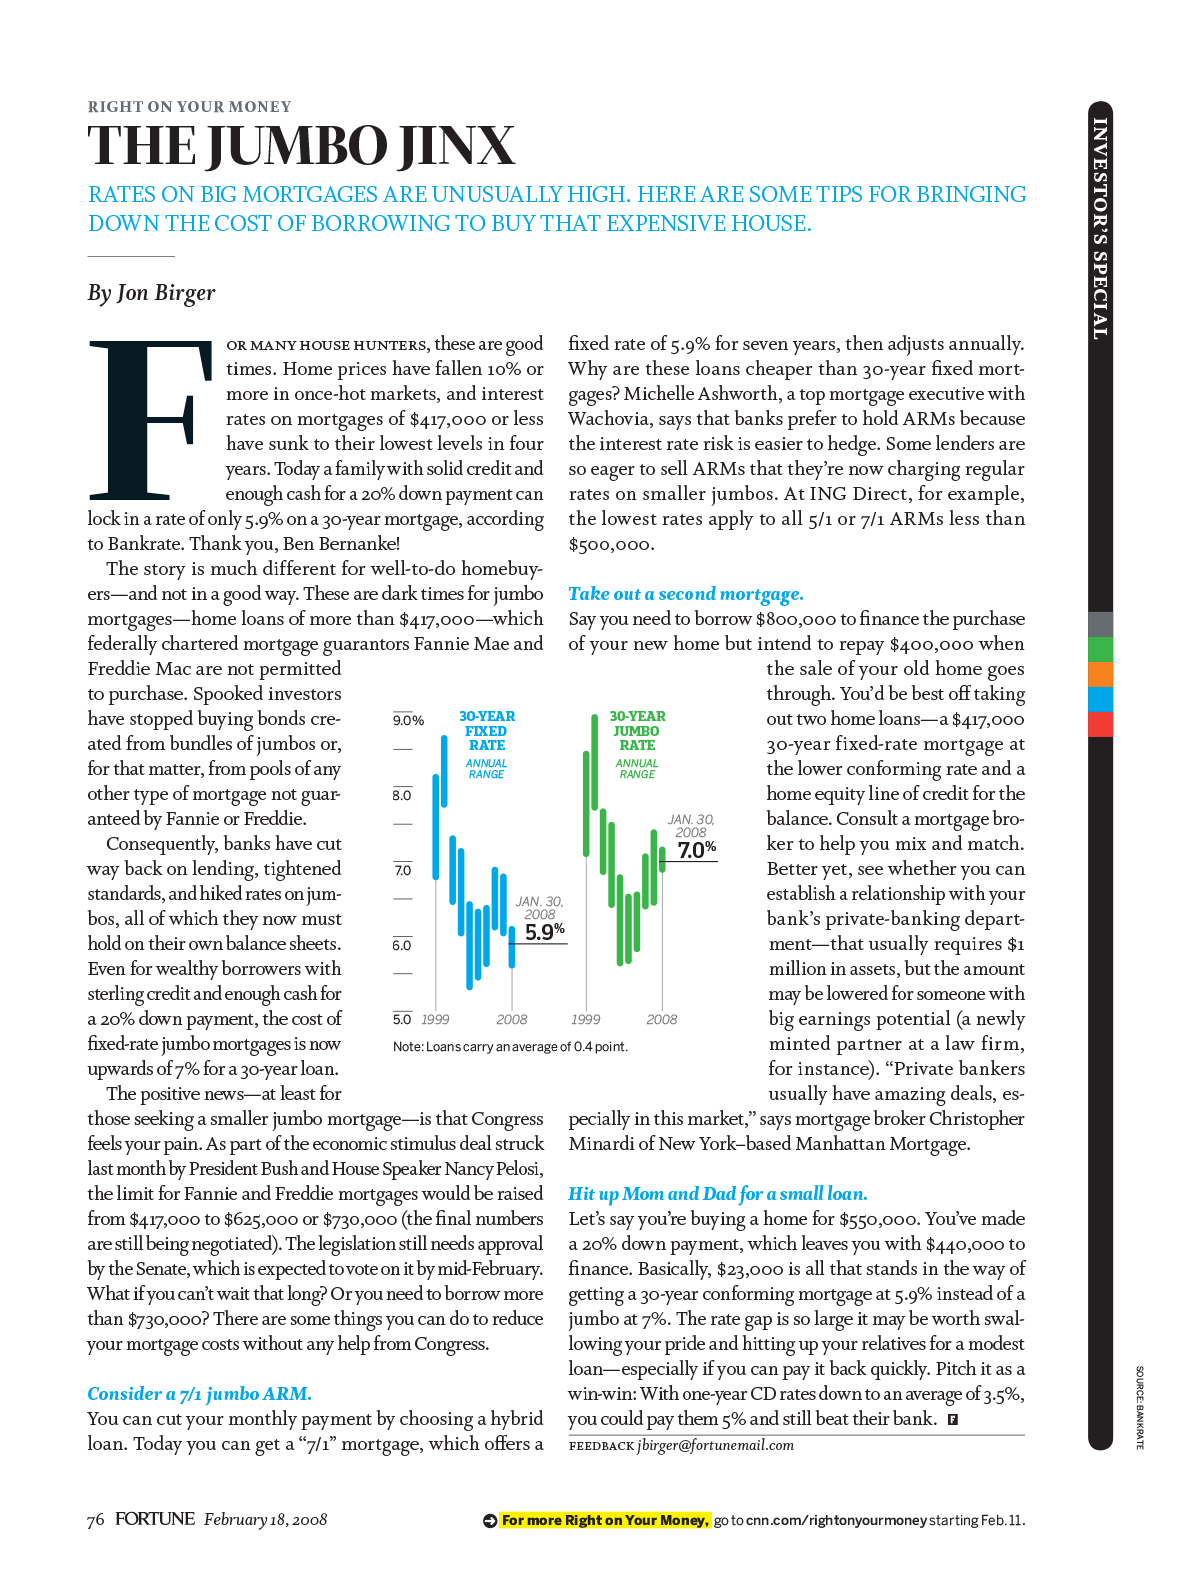 RIGHT ON YOUR MONEY
THE JUMBO JINX
RATES ON BIG MORTGAGES ARE UNUSUALLY HIGH. HERE ARE SOME TIPS FOR BRINGING
DOWN THE COST OF BORROWING TO BUY THAT EXPENSIVE HOUSE.
By Jon Birger
FOR MANY HOUSE HUNTERS, these are good
times. Home prices have fallen 10% or
more in once-hot markets, and interest
rates on mortgages of $417,000 or less
have sunk to their lowest levels in four
years. Today a family with solid credit and
enough cash for a 20% down payment can
lock in a rate of only 5.9% on a 30-year mortgage, according
to Bankrate. Thank you, Ben Bernanke!
The story is much different for well-to-do homebuy-
ers—and not in a good way. These are dark times for jumbo
mortgages—home loans of more than $417,000—which
federally chartered mortgage guarantors Fannie Mae and
Freddie Mac are not permitted
to purchase. Spooked investors
have stopped buying bonds cre-
ated from bundles of jumbos or,
for that matter, from pools of any
other type of mortgage not guar-
anteed by Fannie or Freddie.
Consequently, banks have cut
way back on lending, tightened
standards, and hiked rates on jum-
bos, all of which they now must
hold on their own balance sheets.
Even for wealthy borrowers with
sterling credit and enough cash for
a 20% down payment, the cost of
fixed-rate jumbo mortgages is now
upwards of 7% for a 30-year loan.
The positive news—at least for
those seeking a smaller jumbo mortgage—is that Congress
feels your pain. As part of the economic stimulus deal struck
last month by President Bush and House Speaker Nancy Pelosi,
the limit for Fannie and Freddie mortgages would be raised
from $417,000 to $625,000 or $730,000 (the final numbers
are still being negotiated). The legislation still needs approval
by the Senate, which is expected to vote on it by mid-February.
What if you can't wait that long? Or you need to borrow more
than $730,000? There are some things you can do to reduce
your mortgage costs without any help from Congress.
Consider a 7/1 jumbo ARM.
You can cut your monthly payment by choosing a hybrid
loan. Today you can get a “7/1” mortgage, which offers a
fixed rate of 5.9% for seven years, then adjusts annually.
Why are these loans cheaper than 30-year fixed mort-
gages? Michelle Ashworth, a top mortgage executive with
Wachovia, says that banks prefer to hold ARMs because
the interest rate risk is easier to hedge. Some lenders are
so eager to sell ARMs that they're now charging regular
rates on smaller jumbos. At ING Direct, for example,
the lowest rates apply to all 5/1 or 7/1 ARMs less than
$500,000.
Take out a second mortgage.
Say you need to borrow $800,000 to finance the purchase
of your new home but intend to repay $400,000 when
the sale of your old home goes
through. You'd be best off taking
out two home loans—a $417,000
30-year fixed-rate mortgage at
the lower conforming rate and a
home equity line of credit for the
balance. Consult a mortgage bro-
ker to help you mix and match.
Better yet, see whether you can
establish a relationship with your
bank's private-banking depart-
ment—that usually requires $1
million in assets, but the amount
may be lowered for someone with
big earnings potential (a newly
minted partner at a law firm,
for instance). “Private bankers
usually have amazing deals, es-
pecially in this market,” says mortgage broker Christopher
Minardi of New York–based Manhattan Mortgage.
Hit up Mom and Dad for a small loan.
Let's say you're buying a home for $550,000. You've made
a 20% down payment, which leaves you with $440,000 to
finance. Basically, $23,000 is all that stands in the way of
getting a 30-year conforming mortgage at 5.9% instead of a
jumbo at 7%. The rate gap is so large it may be worth swal-
lowing your pride and hitting up your relatives for a modest
loan—especially if you can pay it back quickly. Pitch it as a
win-win: With one-year CD rates down to an average of 3.5%,
you could pay them 5% and still beat their bank. F
FEEDBACK jbirger@fortunemail.com
9.0%
8.0
7.0
6.0
5.0
30-YEAR
FIXED
RATE
ANNUAL
RANGE
JAN. 30,
2008
5.9%
1999 2008
30-YEAR
JUMBO
RATE
ANNUAL
RANGE
JAN. 30,
2008
7.0%
1999 2008
Note: Loans carry an average of 0.4 point.
INVESTOR'S SPECIAL
SOURCE: BANKRATE
76 FORTUNE February 18, 2008
For more Right on Your Money, go to cnn.com/rightonyourmoney starting Feb. 11.